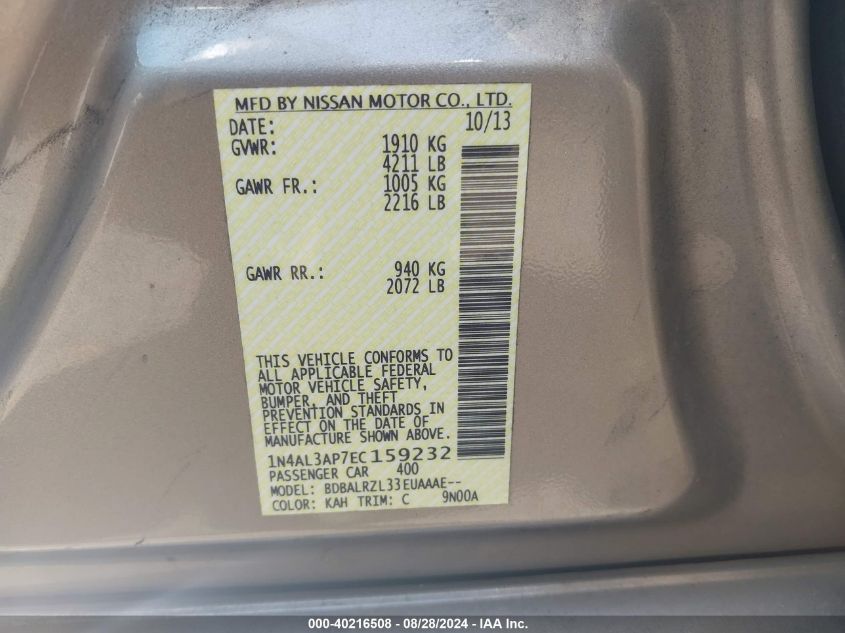 MFD BY NISSAN MOTOR CO., LTD.
DATE: 10/13
GVWR: 1910 KG
4211 LB
GAWR FR.: 1005 KG
2216 LB
GAWR RR.: 940 KG
2072 LB
THIS VEHICLE CONFORMS TO
ALL APPLICABLE FEDERAL
MOTOR VEHICLE SAFETY,
BUMPER, AND THEFT
PREVENTION STANDARDS IN
EFFECT ON THE DATE OF
MANUFACTURE SHOWN ABOVE.
1N4AL3AP7EC159232
PASSENGER CAR 400
MODEL: BDBALRZL33EUAAAE--
COLOR: KAH TRIM: C 9N00A
000-40216508 - 08/28/2024 - IAA Inc.